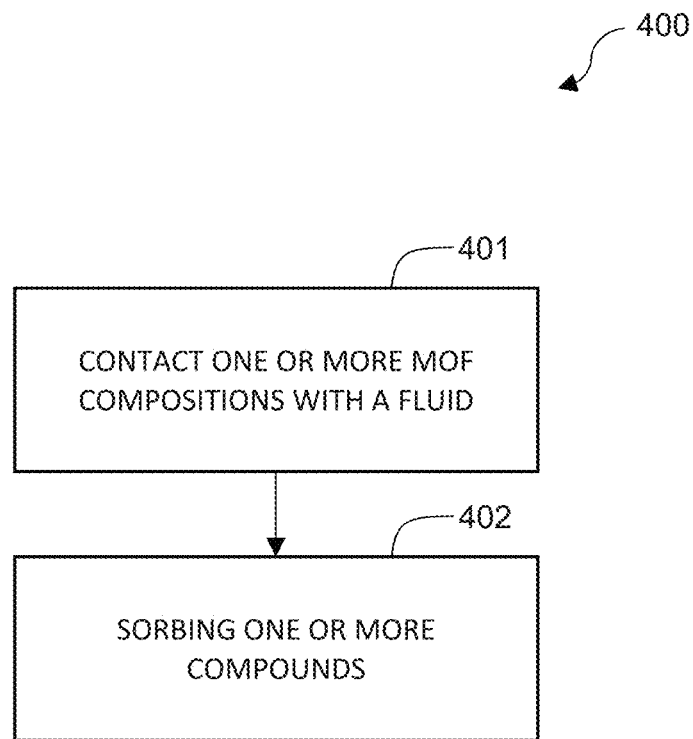 400
401
CONTACT ONE OR MORE MOF
COMPOSITIONS WITH A FLUID
402
SORBING ONE OR MORE
COMPOUNDS